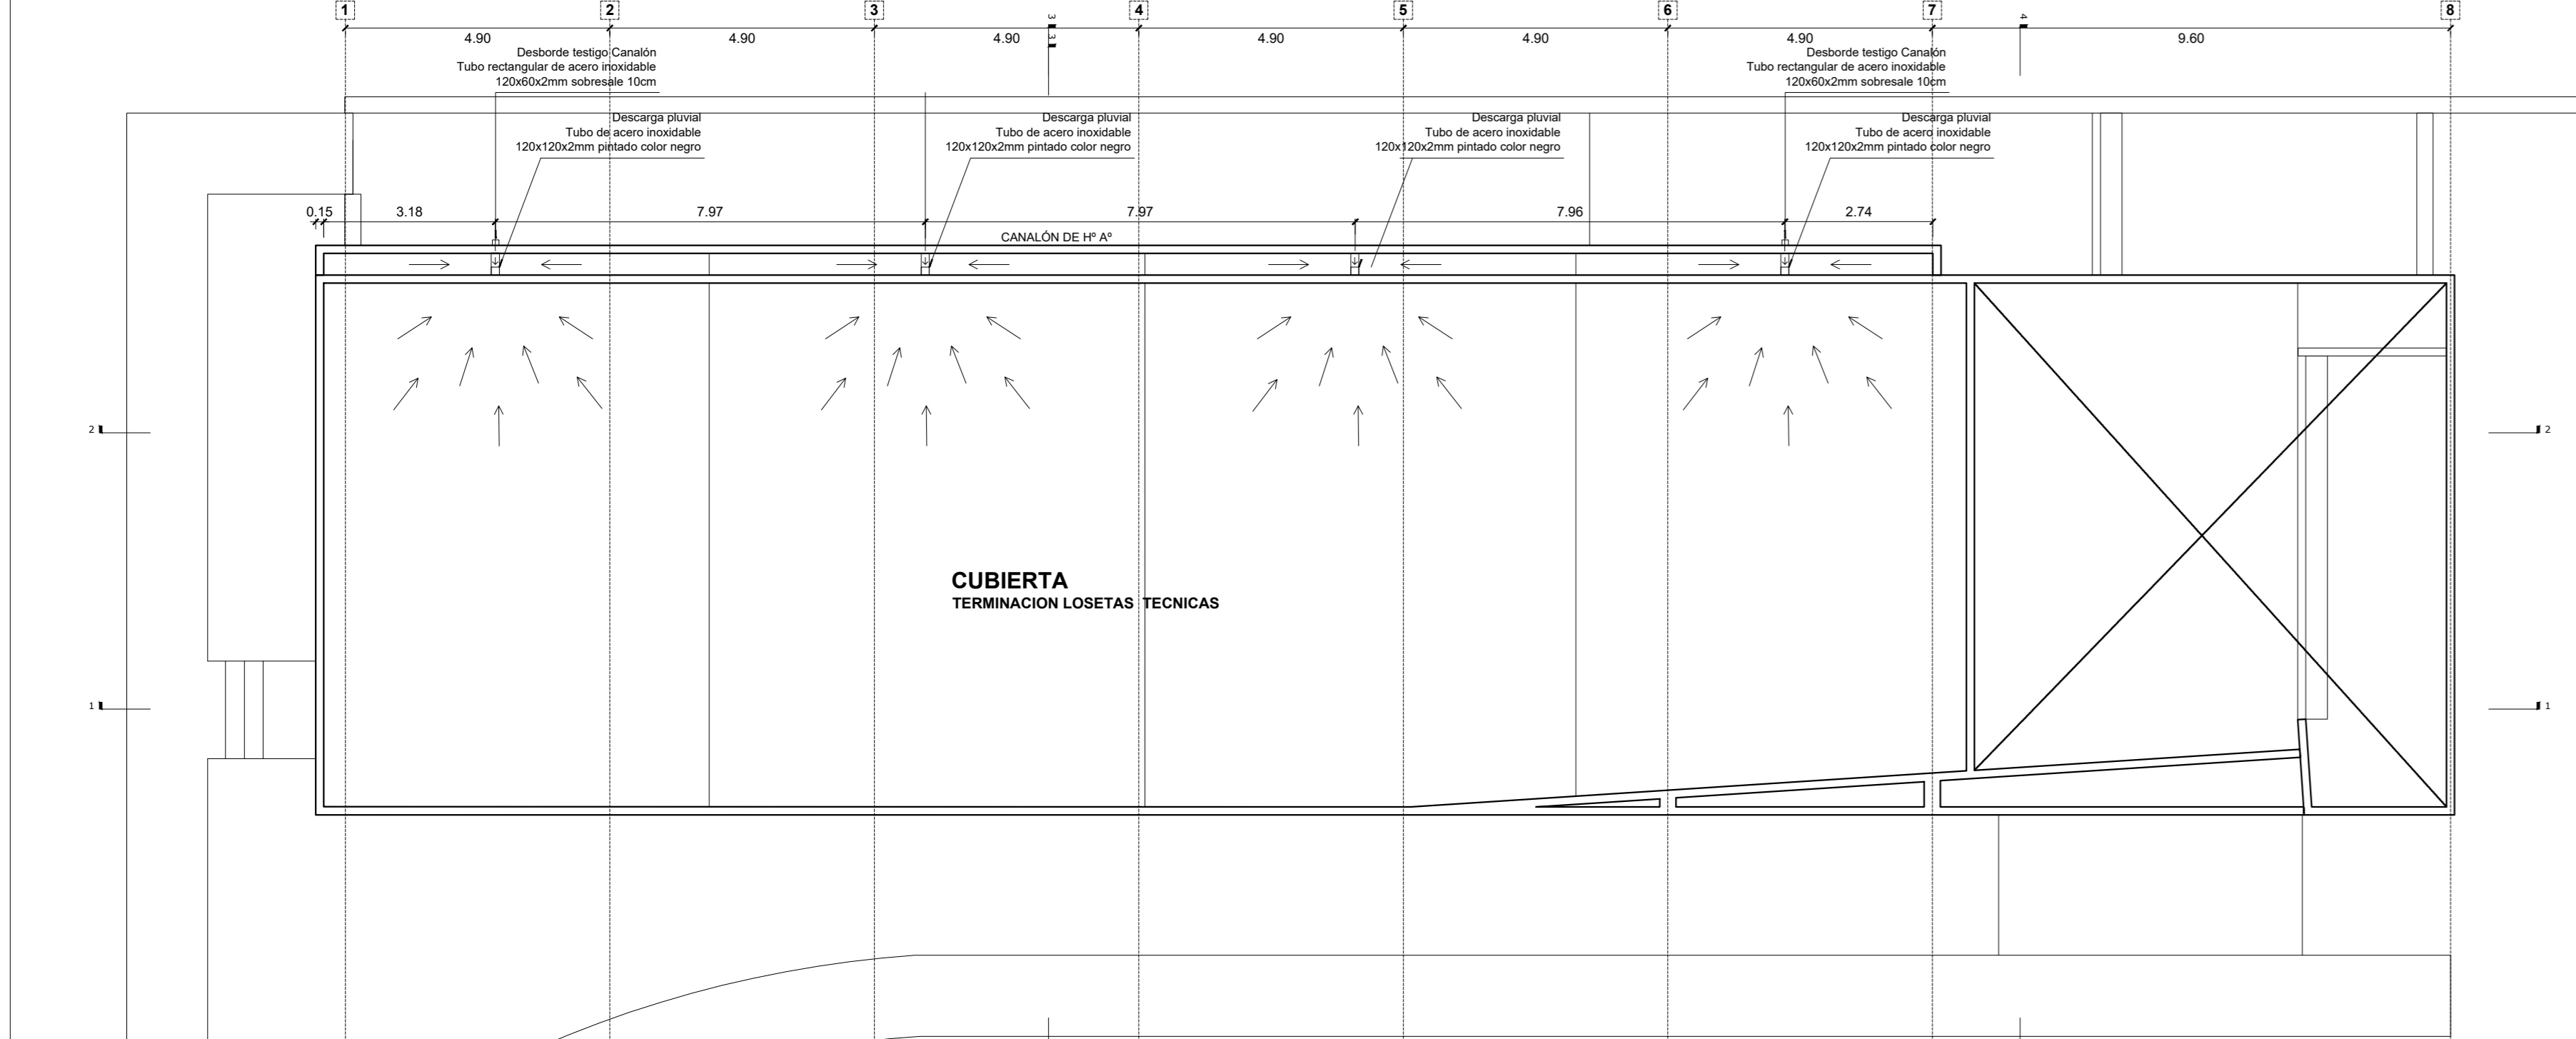 1 2 3 4 5 6 7 8
4.90 4.90 4.90 4.90 4.90 4.90 9.60
3 3
4
Desborde testigo Canalón
Tubo rectangular de acero inoxidable
120x60x2mm sobresale 10cm
Desborde testigo Canalón
Tubo rectangular de acero inoxidable
120x60x2mm sobresale 10cm
Descarga pluvial
Tubo de acero inoxidable
120x120x2mm pintado color negro
Descarga pluvial
Tubo de acero inoxidable
120x120x2mm pintado color negro
Descarga pluvial
Tubo de acero inoxidable
120x120x2mm pintado color negro
Descarga pluvial
Tubo de acero inoxidable
120x120x2mm pintado color negro
0.15 3.18 7.97 7.97 7.96 2.74
CANALÓN DE Hº Aº
2 2
CUBIERTA
TERMINACION LOSETAS TECNICAS
1 1